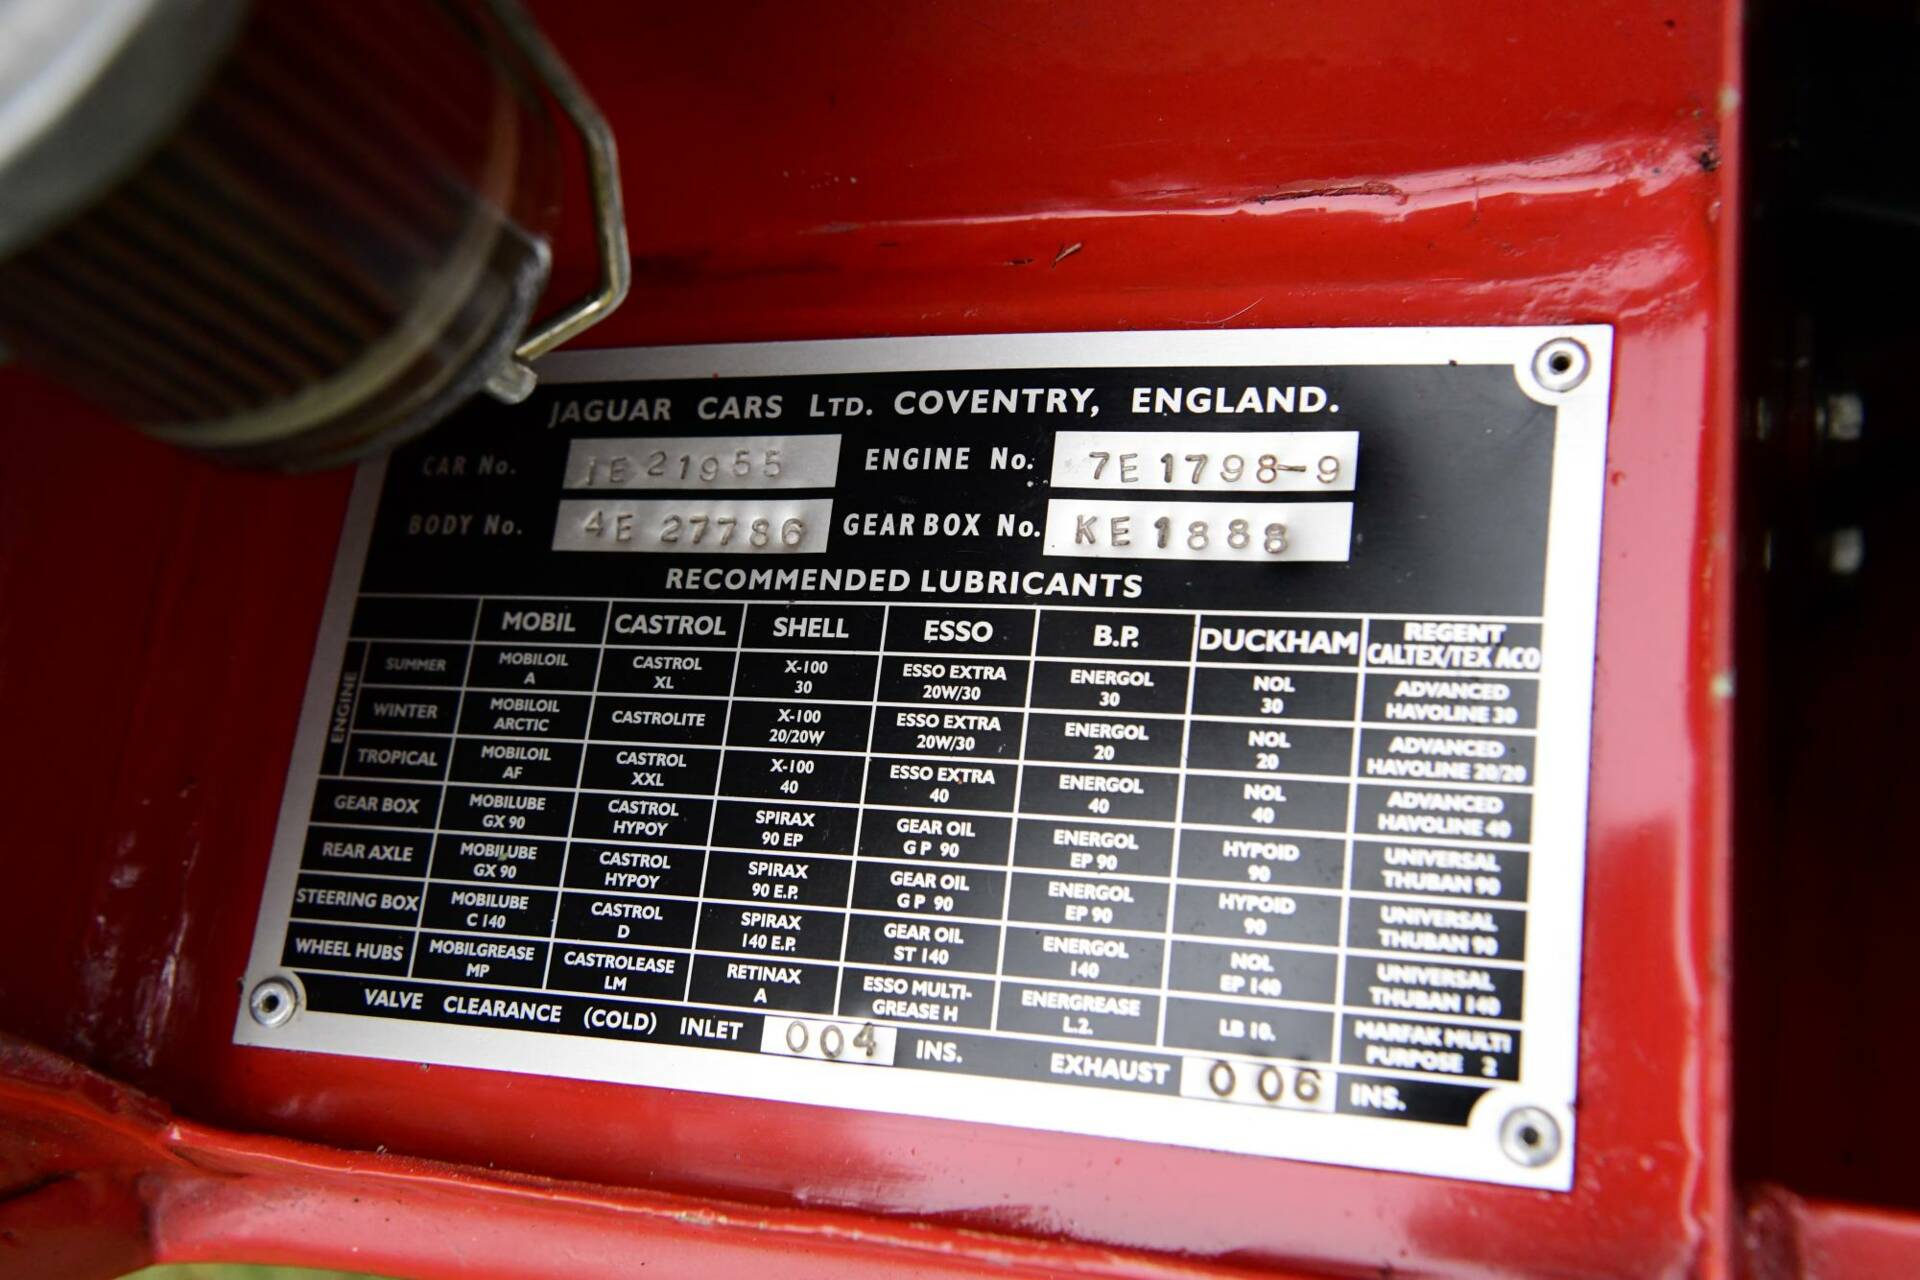 JAGUAR CARS LTD. COVENTRY, ENGLAND.
CAR No. 1E21955 ENGINE No. 7E1798-9
BODY No. 4E 27786 GEAR BOX No. KE1888
RECOMMENDED LUBRICANTS
MOBIL CASTROL SHELL ESSO B.P. DUCKHAM REGENT CALTEX/TEX ACO
ENGINE
SUMMER MOBILOIL A CASTROL XL X-100 30 ESSO EXTRA 20W/30 ENERGOL 30 NOL 30 ADVANCED HAVOLINE 30
WINTER MOBILOIL ARCTIC CASTROLITE X-100 20/20W ESSO EXTRA 20W/30 ENERGOL 20 NOL 20 ADVANCED HAVOLINE 20/20
TROPICAL MOBILOIL AF CASTROL XXL X-100 40 ESSO EXTRA 40 ENERGOL 40 NOL 40 ADVANCED HAVOLINE 40
GEAR BOX MOBILUBE GX 90 CASTROL HYPOY SPIRAX 90 EP GEAR OIL GP 90 ENERGOL EP 90 HYPOID 90 UNIVERSAL THUBAN 90
REAR AXLE MOBILUBE GX 90 CASTROL HYPOY SPIRAX 90 E.P. GEAR OIL GP 90 ENERGOL EP 90 HYPOID 90 UNIVERSAL THUBAN 90
STEERING BOX MOBILUBE C 140 CASTROL D SPIRAX 140 E.P. GEAR OIL ST 140 ENERGOL 140 NOL EP 140 UNIVERSAL THUBAN 140
WHEEL HUBS MOBILGREASE MP CASTROLEASE LM RETINAX A ESSO MULTI-GREASE H ENERGREASE L.2. LB 10. MARFAK MULTI PURPOSE 2
VALVE CLEARANCE (COLD) INLET 004 INS. EXHAUST 006 INS.